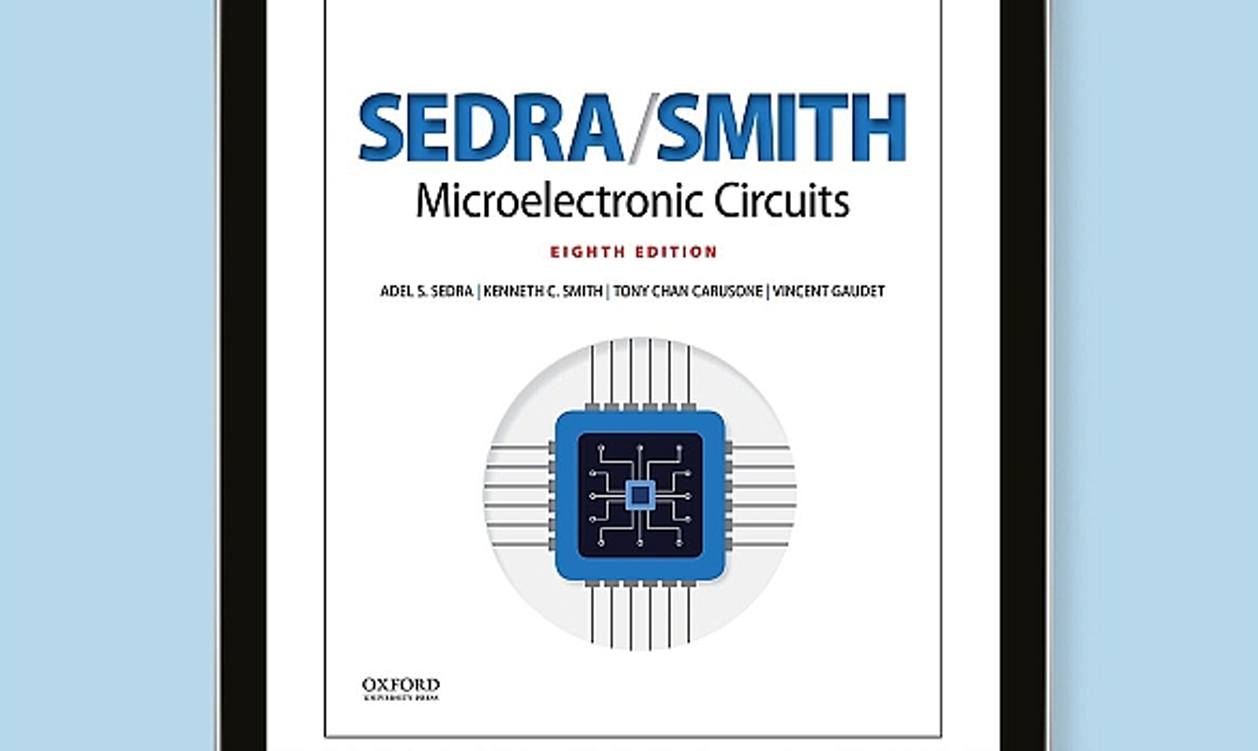 SEDRA/SMITH
Microelectronic Circuits
EIGHTH EDITION
ADEL S. SEDRA | KENNETH C. SMITH | TONY CHAN CARUSONE | VINCENT GAUDET
OXFORD
UNIVERSITY PRESS